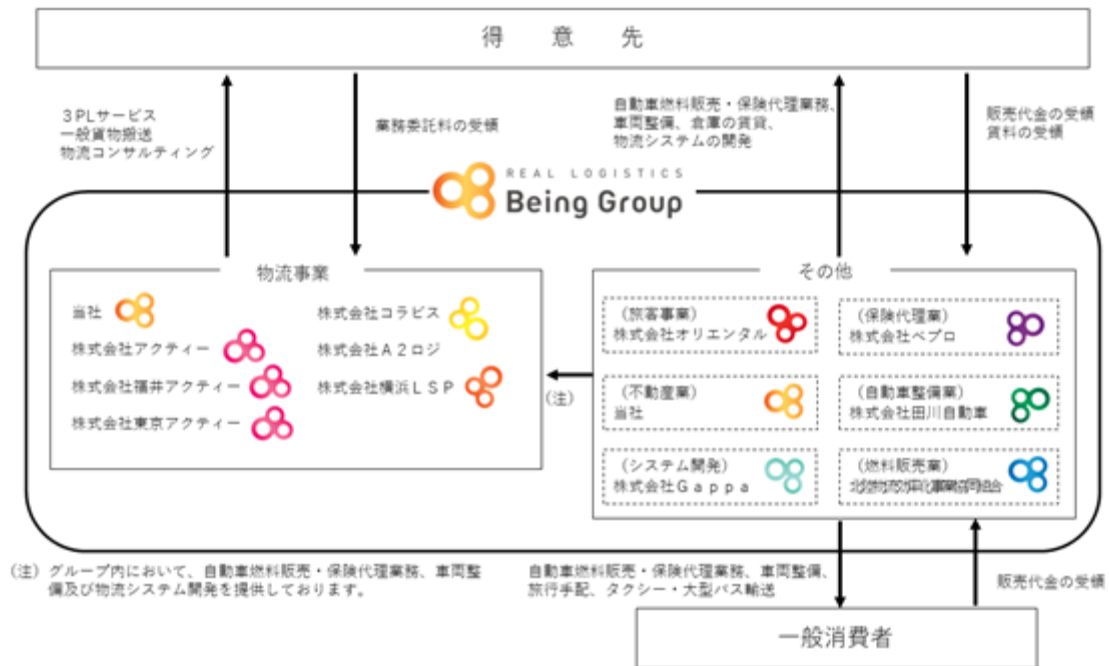 得意先
3PLサービス
一般貨物搬送
物流コンサルティング
業務委託料の受領
自動車燃料販売・保険代理業務、
車両整備、倉庫の賃貸、
物流システムの開発
販売代金の受領
賃料の受領
REAL LOGISTICS
Being Group
物流事業
当社
株式会社アクティー
株式会社福井アクティー
株式会社東京アクティー
株式会社コラビス
株式会社A2ロジ
株式会社横浜LSP
(注)
その他
(旅客事業)
株式会社オリエンタル
(保険代理業)
株式会社ベプロ
(不動産業)
当社
(自動車整備業)
株式会社田川自動車
(システム開発)
株式会社Gappa
(燃料販売業)
北陸物流効率化事業協同組合
(注) グループ内において、自動車燃料販売・保険代理業務、車両整
備及び物流システム開発を提供しております。
自動車燃料販売・保険代理業務、車両整備、
旅行手配、タクシー・大型バス輸送
販売代金の受領
一般消費者